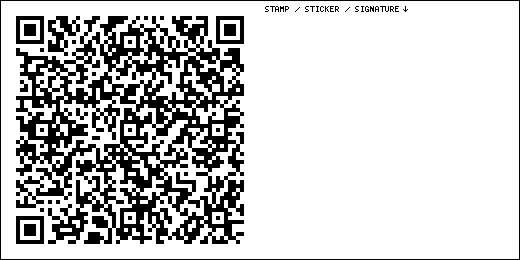 STAMP / STICKER / SIGNATURE ↓